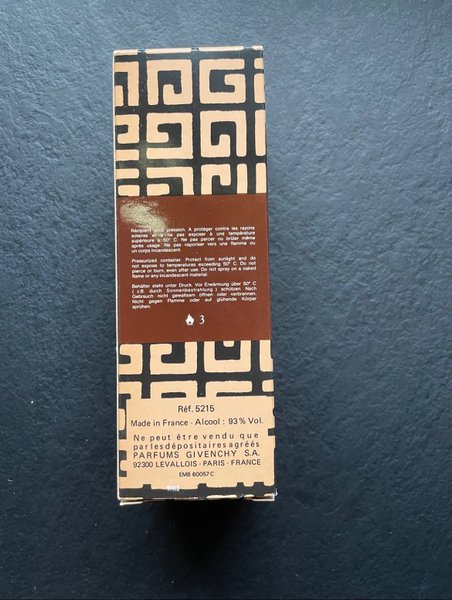 Récipient sous pression. A protéger contre les rayons
solaires et à ne pas exposer à une température
supérieure à 50° C. Ne pas percer ou brûler même
après usage. Ne pas vaporiser vers une flamme ou
un corps incandescent.
Pressurized container. Protect from sunlight and do
not expose to temperatures exceeding 50° C. Do not
pierce or burn, even after use. Do not spray on a naked
flame or any incandescent material.
Behälter steht unter Druck. Vor Erwärmung über 50° C
( z.B. durch Sonnenbestrahlung ) schützen. Nach
Gebrauch nicht gewaltsam öffnen oder verbrennen.
Nicht gegen Flamme oder auf glühende Körper
sprühen.
3
Réf. 5215
Made in France - Alcool : 93 % Vol.
Ne peut être vendu que
par les dépositaires agréés
PARFUMS GIVENCHY S.A.
92300 LEVALLOIS - PARIS - FRANCE
EMB 60057C